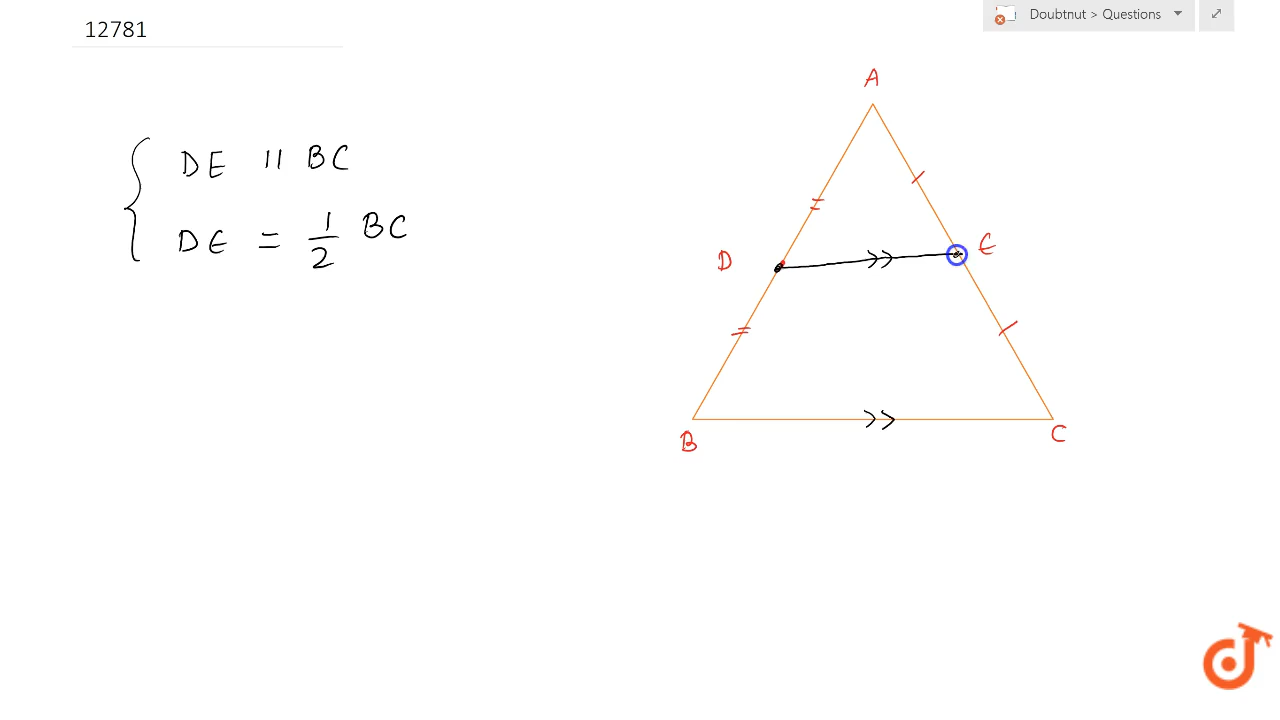 12781
Doubtnut > Questions
A
DE || BC
DE = 1/2 BC
D
E
B
C